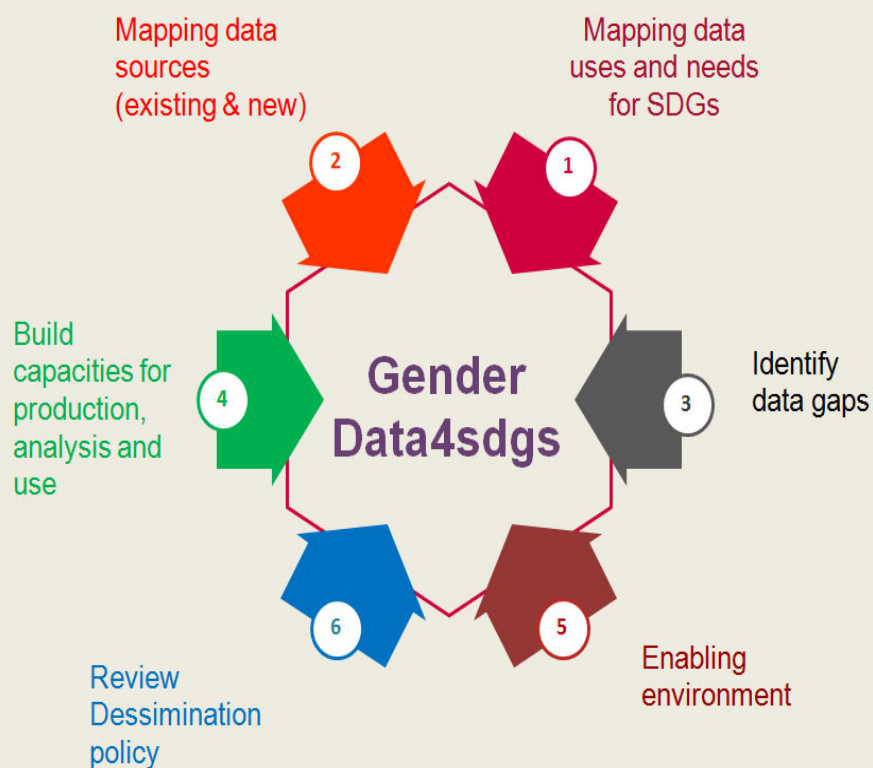 Mapping data
sources
(existing & new)
Mapping data
uses and needs
for SDGs
2
1
Build
capacities for
production,
analysis and
use
4
Gender
Data4sdgs
3
Identify
data gaps
6
5
Review
Dessimination
policy
Enabling
environment